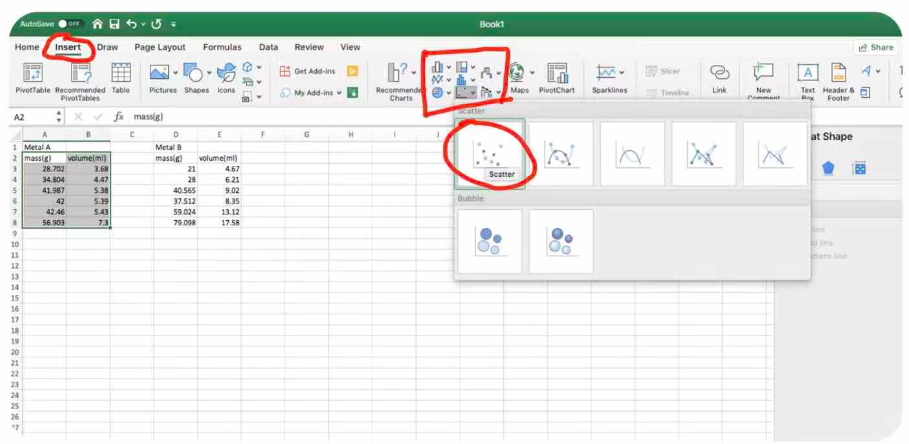 AutoSave OFF Book1
Home Insert Draw Page Layout Formulas Data Review View Share
PivotTable Recommended PivotTables Table Pictures Shapes Icons Get Add-ins My Add-ins Recommended Charts Maps PivotChart Sparklines Slicer Timeline Link New Comment Text Box Header & Footer
A2 fx mass(g)
Scatter
at Shape
Scatter
Bubble
A B C D E F G H I J
1 Metal A Metal B
2 mass(g) volume(ml) mass(g) volume(ml)
3 28.702 3.68 21 4.67
4 34.804 4.47 28 6.21
5 41.987 5.38 40.565 9.02
6 42 5.39 37.512 8.35
7 42.46 5.43 59.024 13.12
8 56.903 7.3 79.098 17.58
9
10
11
12
13
14
15
16
17
18
19
20
21
22
23
24
25
26
27